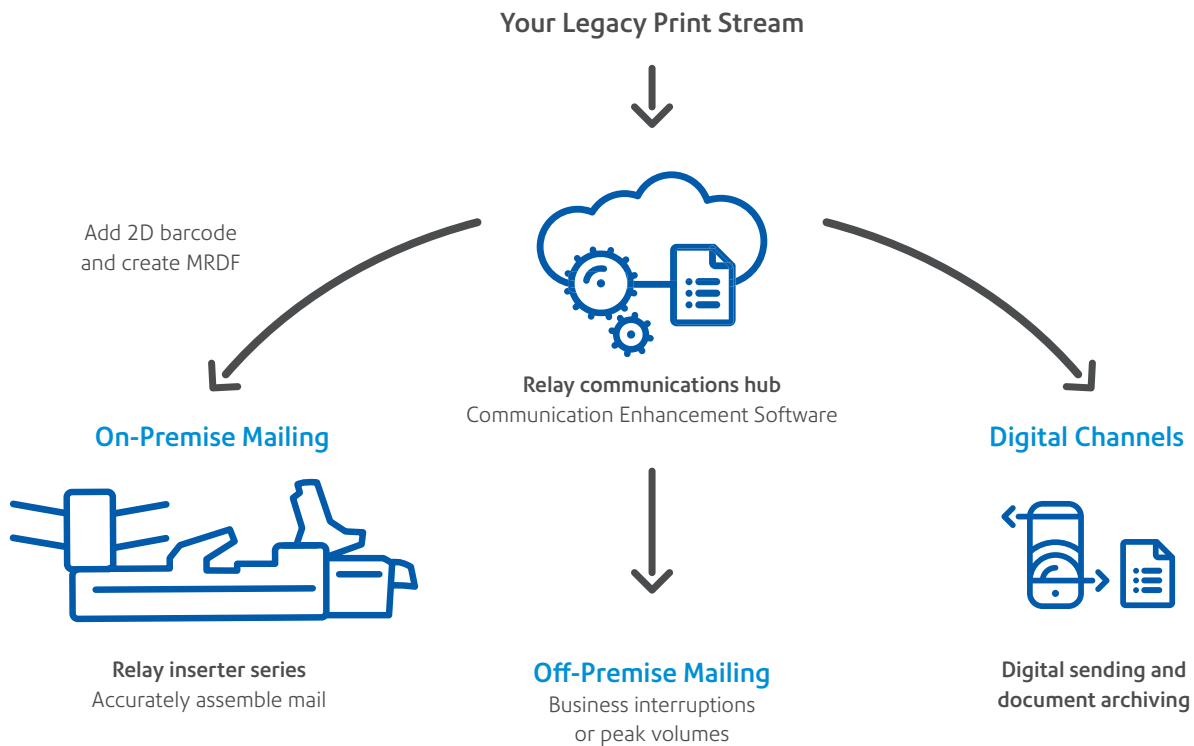 Your Legacy Print Stream
Add 2D barcode
and create MRDF
Relay communications hub
Communication Enhancement Software
On-Premise Mailing
Relay inserter series
Accurately assemble mail
Off-Premise Mailing
Business interruptions
or peak volumes
Digital Channels
Digital sending and
document archiving